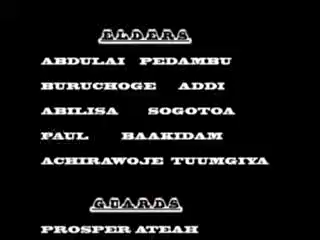 ELDERS
ABDULAI PEDAMBU
BURUCHOGE ADDI
ABILISA SOGOTOA
PAUL BAAKIDAM
ACHIRAWOJE TUUMGIYA
GUARDS
PROSPER ATEAH